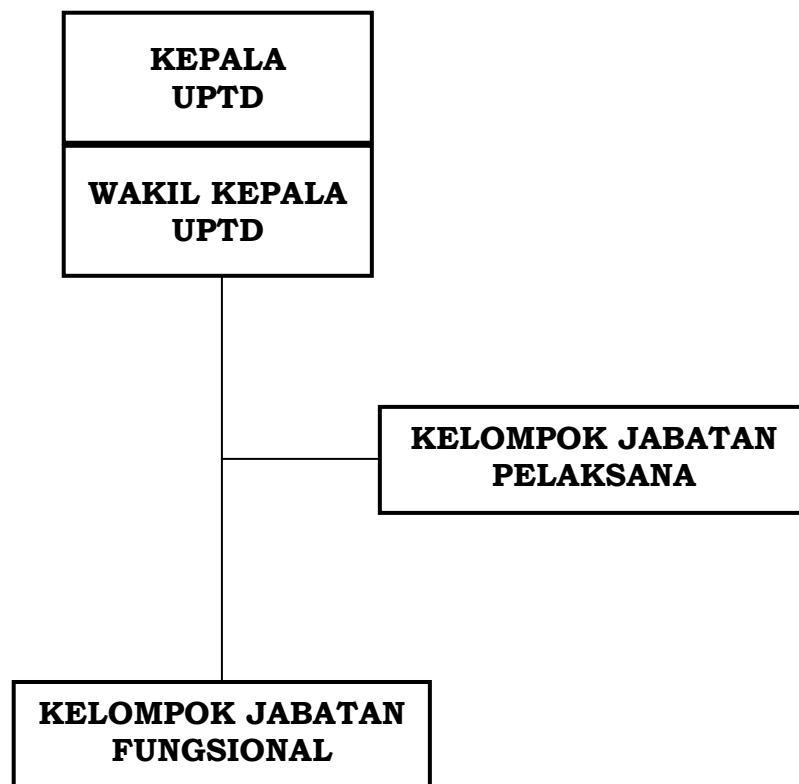 KEPALA
UPTD
WAKIL KEPALA
UPTD
KELOMPOK JABATAN
PELAKSANA
KELOMPOK JABATAN
FUNGSIONAL